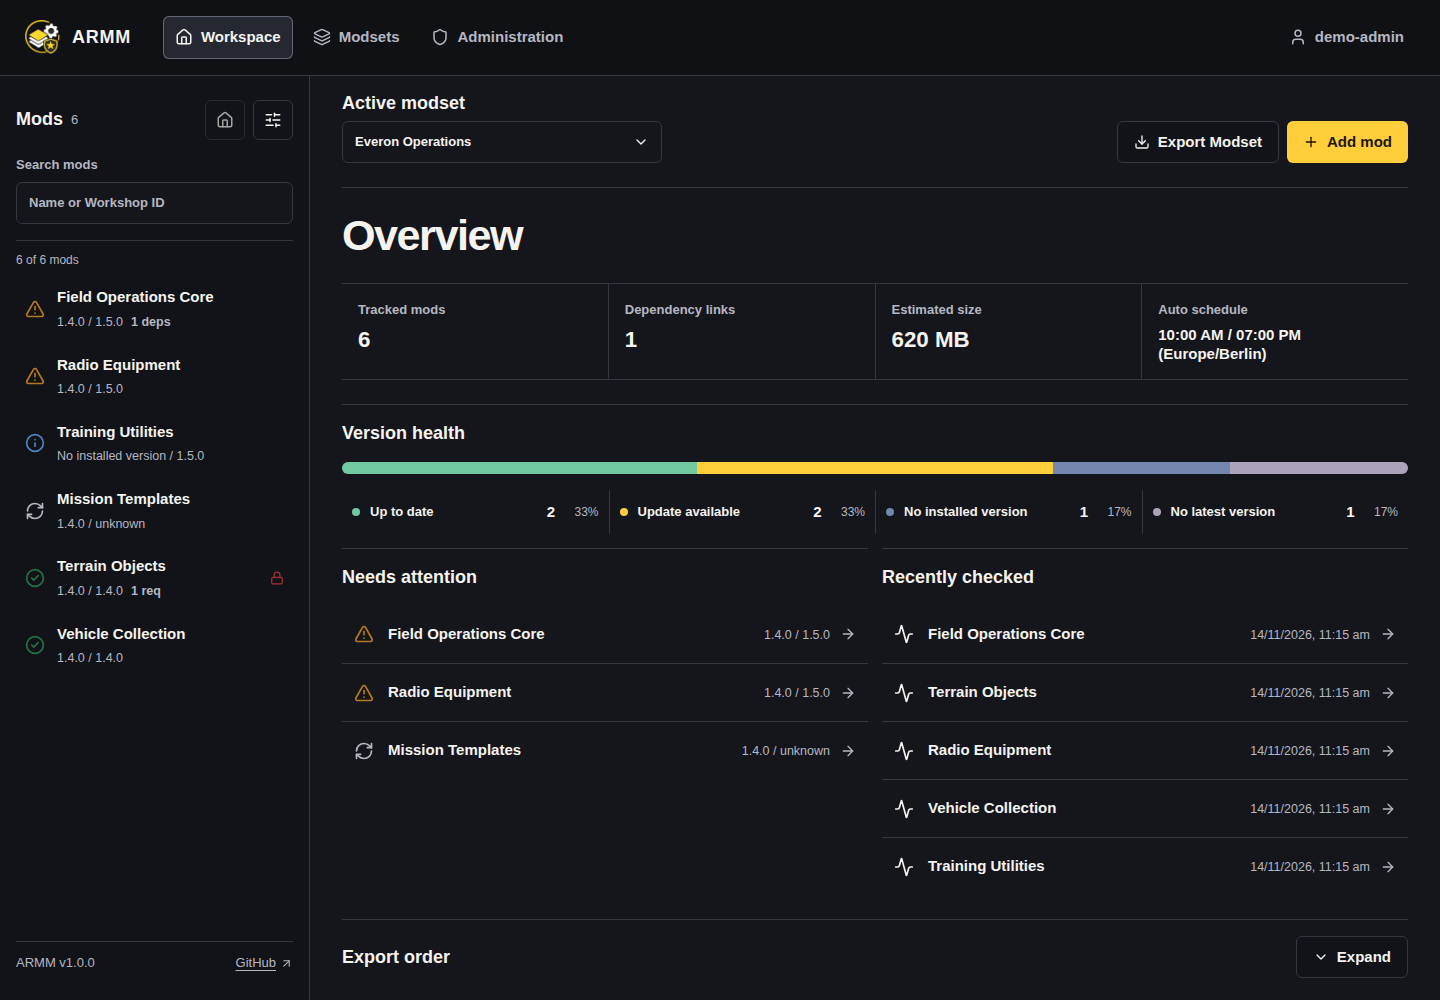 ARMM
Workspace
Modsets
Administration
demo-admin
Mods 6
Search mods
Name or Workshop ID
6 of 6 mods
Field Operations Core
1.4.0 / 1.5.0 1 deps
Radio Equipment
1.4.0 / 1.5.0
Training Utilities
No installed version / 1.5.0
Mission Templates
1.4.0 / unknown
Terrain Objects
1.4.0 / 1.4.0 1 req
Vehicle Collection
1.4.0 / 1.4.0
ARMM v1.0.0
GitHub
Active modset
Everon Operations
Export Modset
Add mod
Overview
Tracked mods
6
Dependency links
1
Estimated size
620 MB
Auto schedule
10:00 AM / 07:00 PM
(Europe/Berlin)
Version health
Up to date 2 33%
Update available 2 33%
No installed version 1 17%
No latest version 1 17%
Needs attention
Field Operations Core 1.4.0 / 1.5.0
Radio Equipment 1.4.0 / 1.5.0
Mission Templates 1.4.0 / unknown
Recently checked
Field Operations Core 14/11/2026, 11:15 am
Terrain Objects 14/11/2026, 11:15 am
Radio Equipment 14/11/2026, 11:15 am
Vehicle Collection 14/11/2026, 11:15 am
Training Utilities 14/11/2026, 11:15 am
Export order
Expand